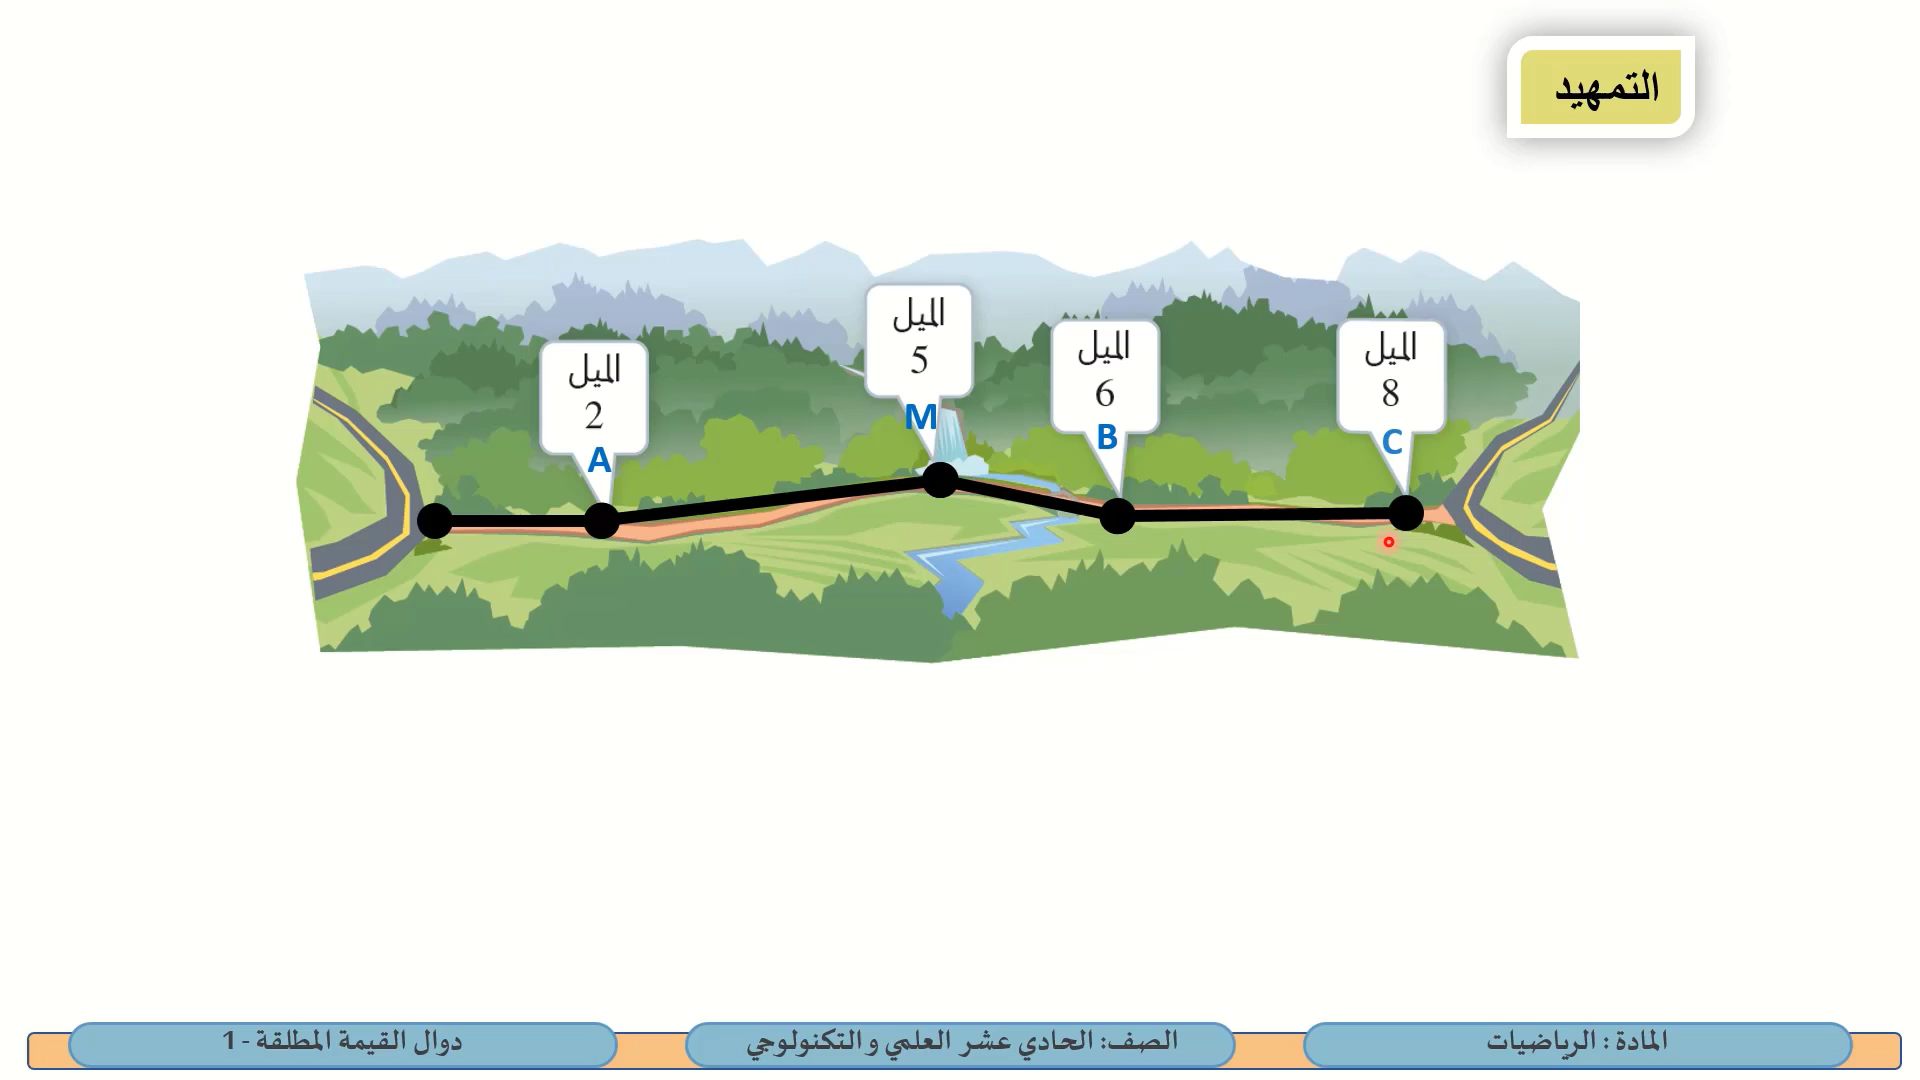 التمهيد
الميل
2
A
الميل
5
M
الميل
6
B
الميل
8
C
المادة : الرياضيات
الصف: الحادي عشر العلمي و التكنولوجي
دوال القيمة المطلقة - 1